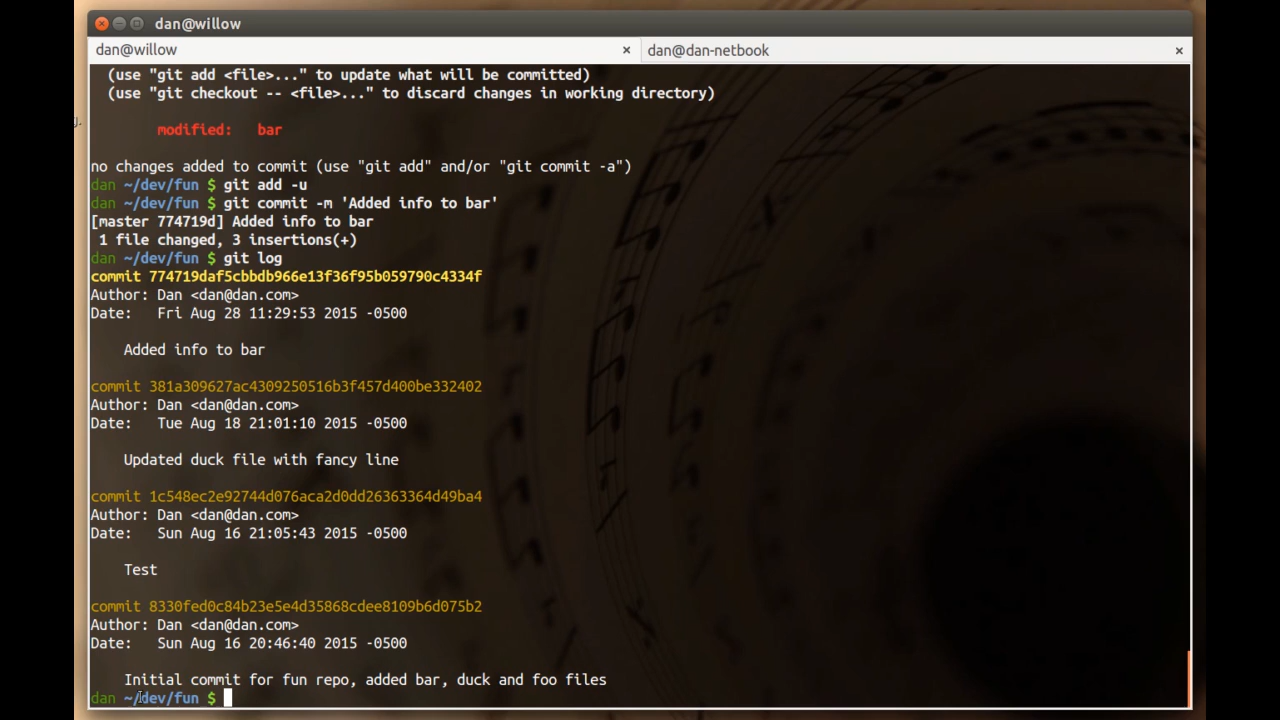 dan@willow
dan@willow × dan@dan-netbook ×
(use "git add <file>..." to update what will be committed)
(use "git checkout -- <file>..." to discard changes in working directory)
modified: bar
no changes added to commit (use "git add" and/or "git commit -a")
dan ~/dev/fun $ git add -u
dan ~/dev/fun $ git commit -m 'Added info to bar'
[master 774719d] Added info to bar
1 file changed, 3 insertions(+)
dan ~/dev/fun $ git log
commit 774719daf5cbbdb966e13f36f95b059790c4334f
Author: Dan <dan@dan.com>
Date: Fri Aug 28 11:29:53 2015 -0500
Added info to bar
commit 381a309627ac4309250516b3f457d400be332402
Author: Dan <dan@dan.com>
Date: Tue Aug 18 21:01:10 2015 -0500
Updated duck file with fancy line
commit 1c548ec2e92744d076aca2d0dd26363364d49ba4
Author: Dan <dan@dan.com>
Date: Sun Aug 16 21:05:43 2015 -0500
Test
commit 8330fed0c84b23e5e4d35868cdee8109b6d075b2
Author: Dan <dan@dan.com>
Date: Sun Aug 16 20:46:40 2015 -0500
Initial commit for fun repo, added bar, duck and foo files
dan ~/dev/fun $